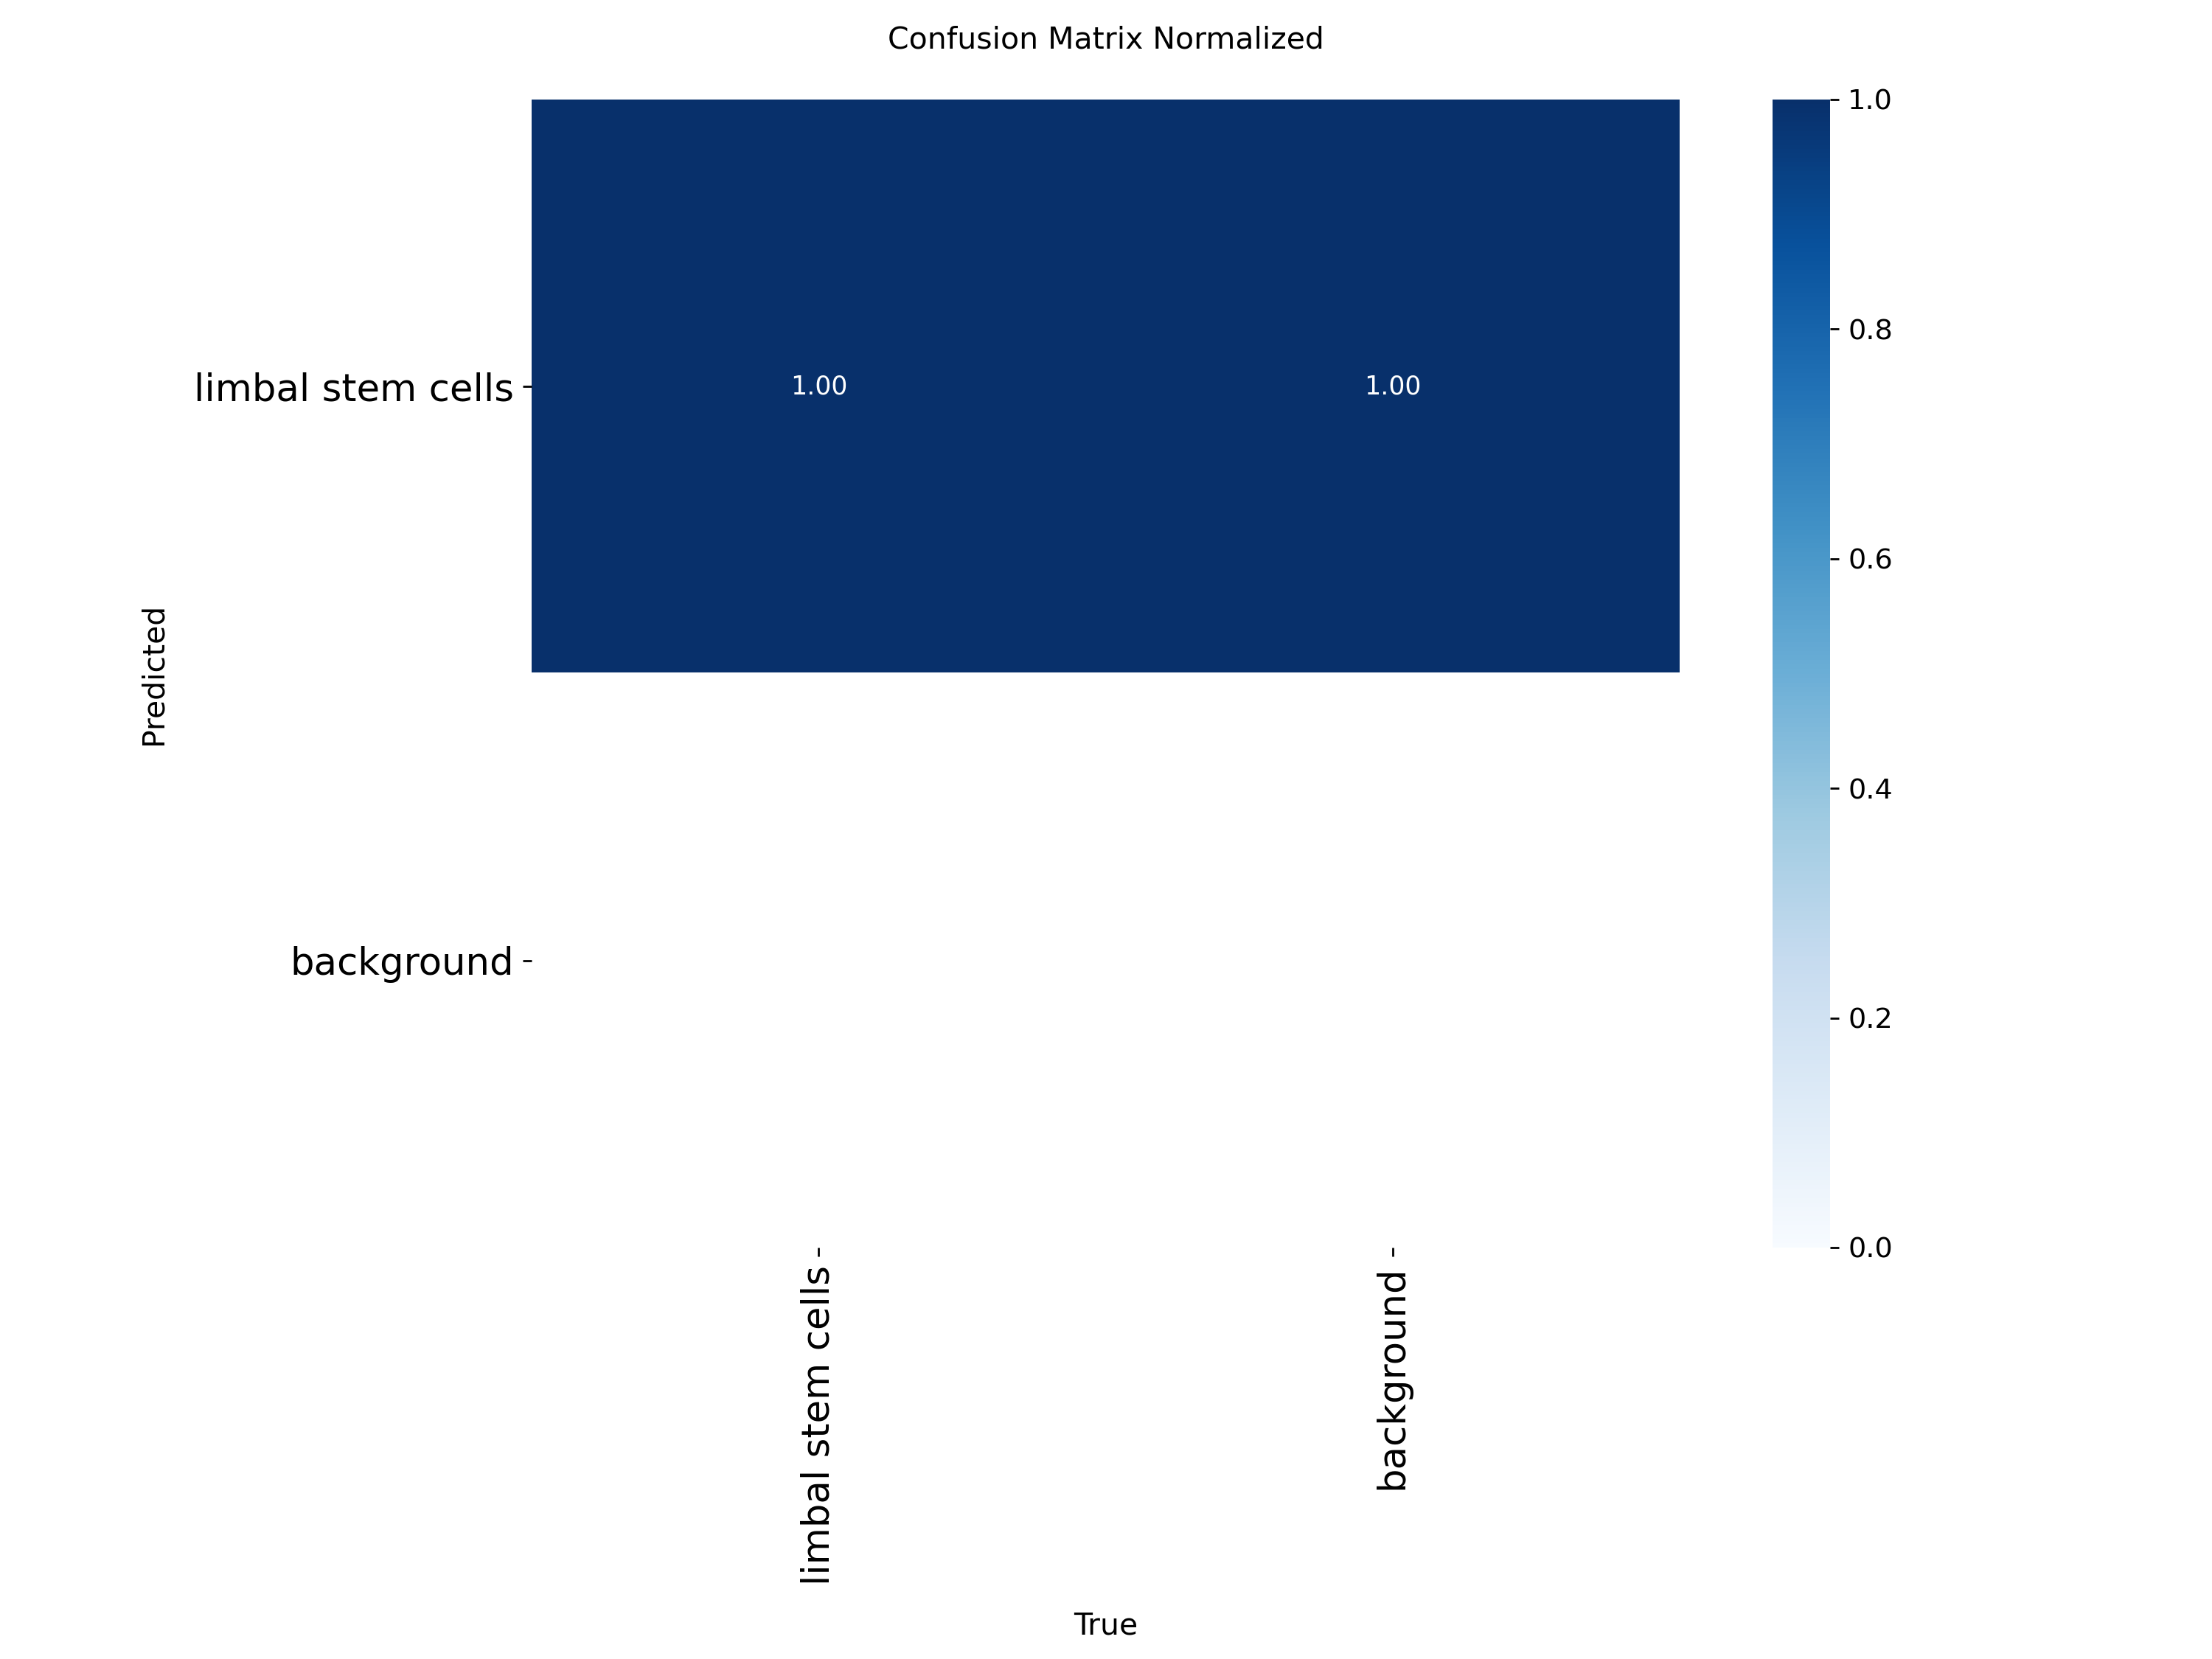 Confusion Matrix Normalized
1.0
0.8
limbal stem cells
1.00
1.00
0.6
Predicted
0.4
background
0.2
0.0
limbal stem cells
background
True